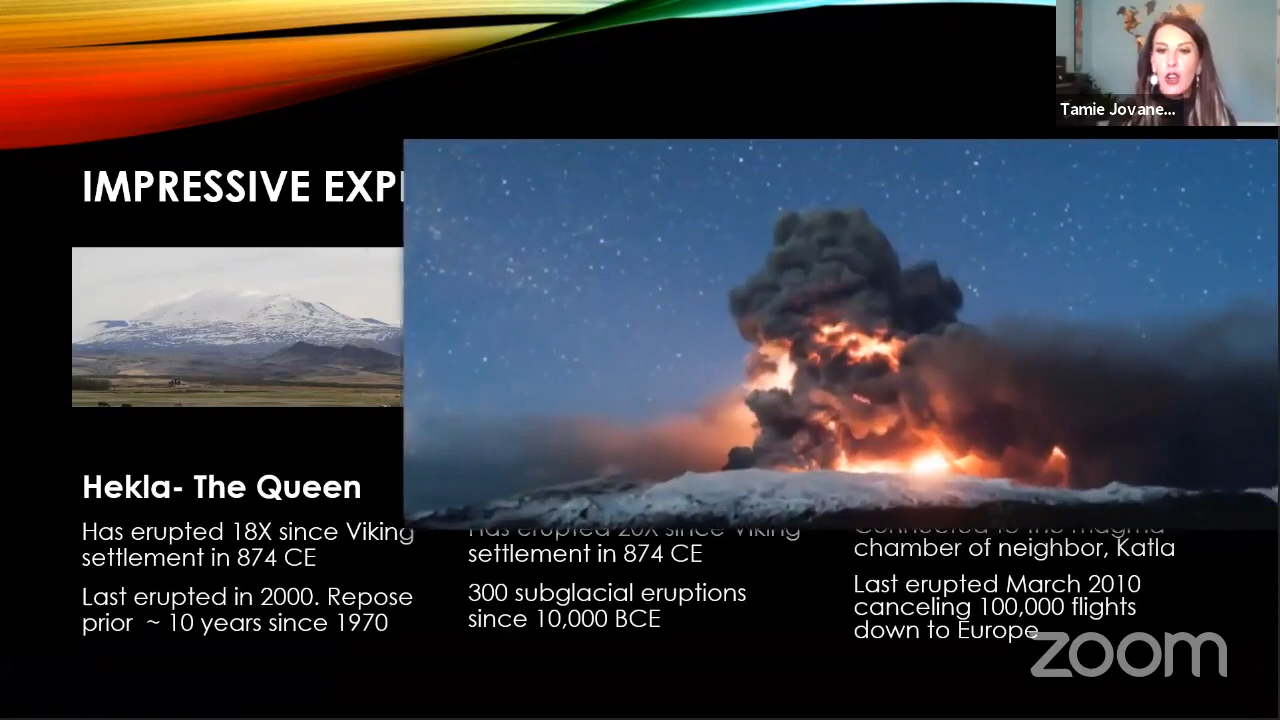 Tamie Jovane...
IMPRESSIVE EXP
Hekla- The Queen
Has erupted 18X since Viking
settlement in 874 CE
Last erupted in 2000. Repose
prior ~ 10 years since 1970
Has erupted 20X since Viking
settlement in 874 CE
300 subglacial eruptions
since 10,000 BCE
Connected to the magma
chamber of neighbor, Katla
Last erupted March 2010
canceling 100,000 flights
down to Europe
zoom